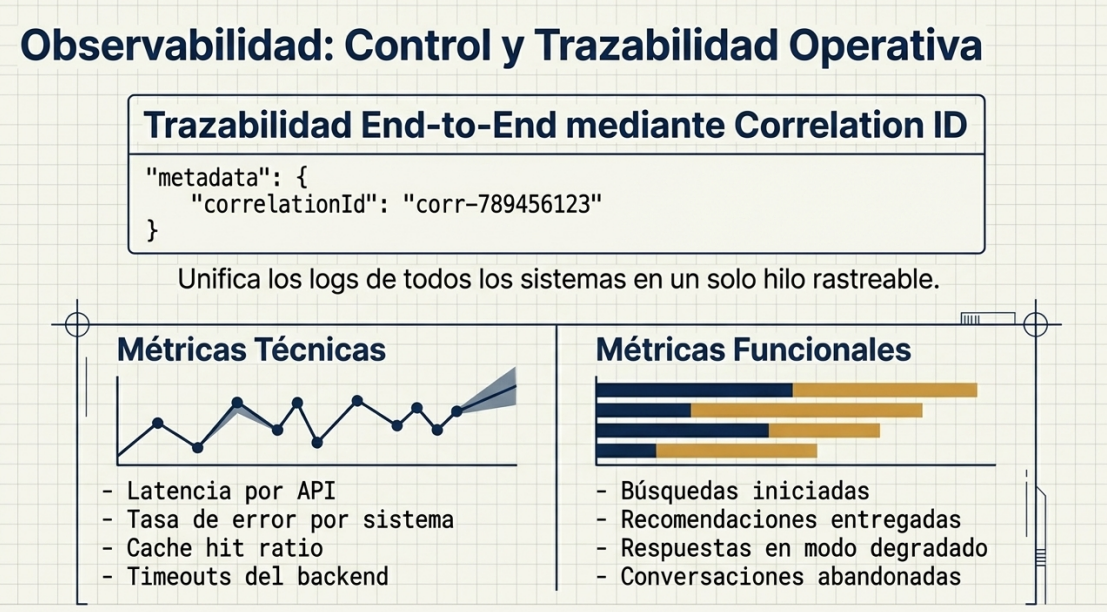 Observabilidad: Control y Trazabilidad Operativa
Trazabilidad End-to-End mediante Correlation ID
"metadata": {
"correlationId": "corr-789456123"
}
Unifica los logs de todos los sistemas en un solo hilo rastreable.
Métricas Técnicas
- Latencia por API
- Tasa de error por sistema
- Cache hit ratio
- Timeouts del backend
Métricas Funcionales
- Búsquedas iniciadas
- Recomendaciones entregadas
- Respuestas en modo degradado
- Conversaciones abandonadas